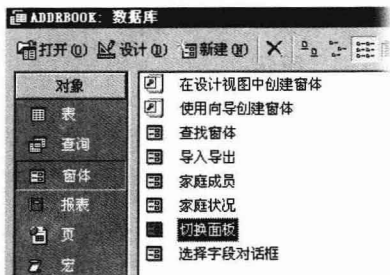 ADDRBOOK: 数据库
打开(O) 设计(D) 新建(N)
对象
表
查询
窗体
报表
页
宏
在设计视图中创建窗体
使用向导创建窗体
查找窗体
导入导出
家庭成员
家庭状况
切换面板
选择字段对话框